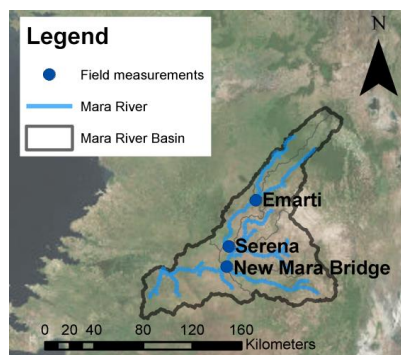 Legend
Field measurements
Mara River
Mara River Basin
N
Emarti
Serena
New Mara Bridge
0 20 40 80 120 160
Kilometers